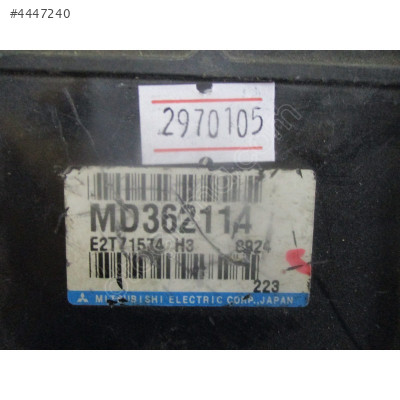 #4447240
2970105
MD362114
E2T71574 H3 8924
223
MITSUBISHI ELECTRIC CORP., JAPAN